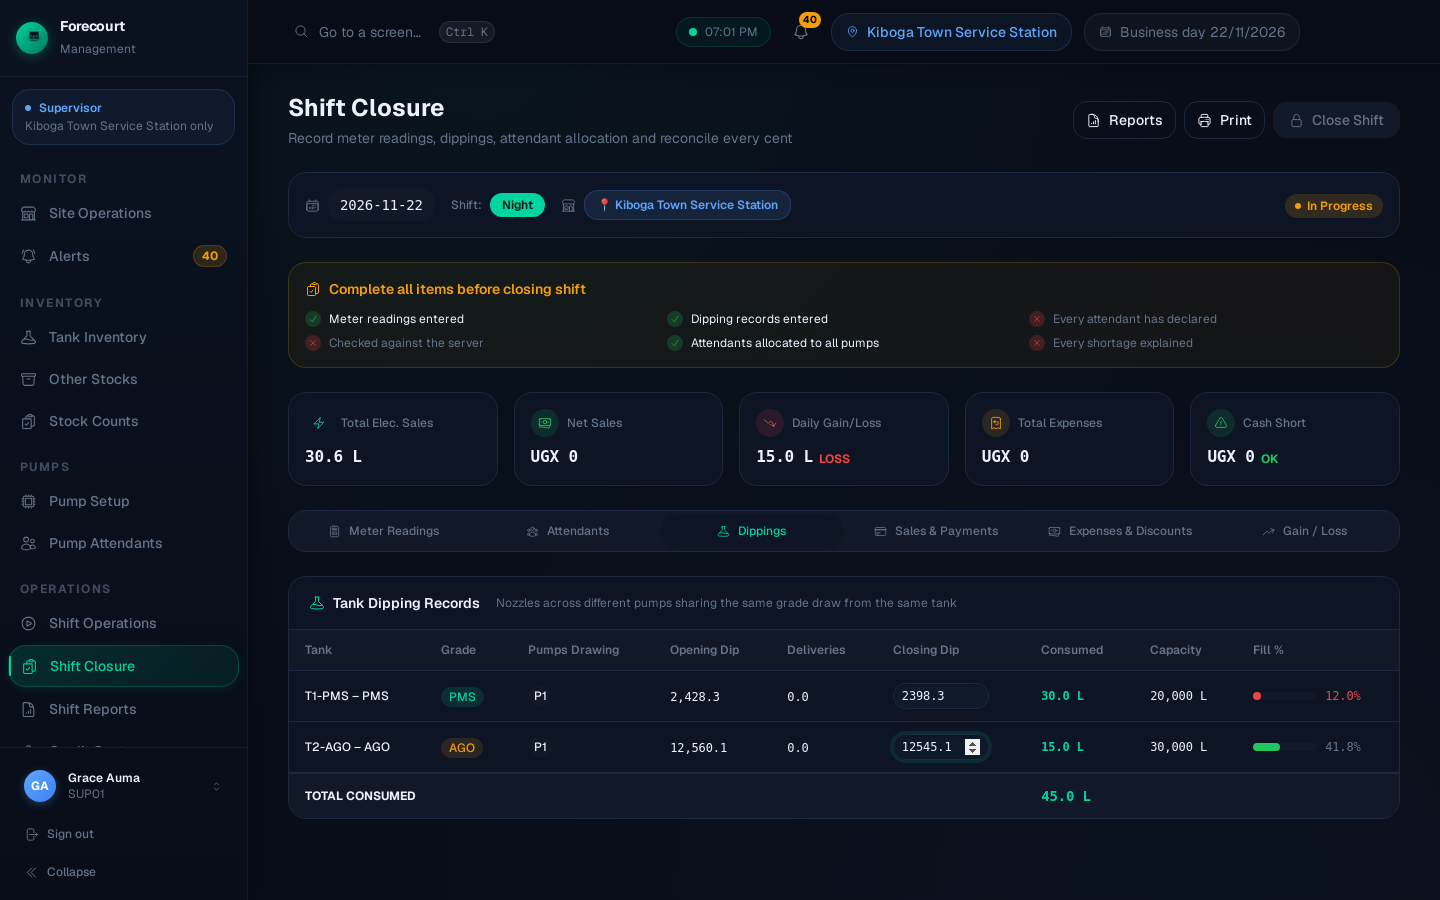 Forecourt
Management
Go to a screen... Ctrl K
07:01 PM
40
Kiboga Town Service Station
Business day 22/11/2026
Supervisor
Kiboga Town Service Station only
MONITOR
Site Operations
Alerts 40
INVENTORY
Tank Inventory
Other Stocks
Stock Counts
PUMPS
Pump Setup
Pump Attendants
OPERATIONS
Shift Operations
Shift Closure
Shift Reports
Grace Auma
GA
SUP01
Sign out
Collapse
Shift Closure
Record meter readings, dippings, attendant allocation and reconcile every cent
Reports Print Close Shift
2026-11-22 Shift: Night Kiboga Town Service Station In Progress
Complete all items before closing shift
Meter readings entered Dipping records entered Every attendant has declared
Checked against the server Attendants allocated to all pumps Every shortage explained
Total Elec. Sales Net Sales Daily Gain/Loss Total Expenses Cash Short
30.6 L UGX 0 15.0 L LOSS UGX 0 UGX 0 OK
Meter Readings Attendants Dippings Sales & Payments Expenses & Discounts Gain / Loss
Tank Dipping Records Nozzles across different pumps sharing the same grade draw from the same tank
Tank Grade Pumps Drawing Opening Dip Deliveries Closing Dip Consumed Capacity Fill %
T1-PMS – PMS PMS P1 2,428.3 0.0 2398.3 30.0 L 20,000 L 12.0%
T2-AGO – AGO AGO P1 12,560.1 0.0 12545.1 15.0 L 30,000 L 41.8%
TOTAL CONSUMED 45.0 L